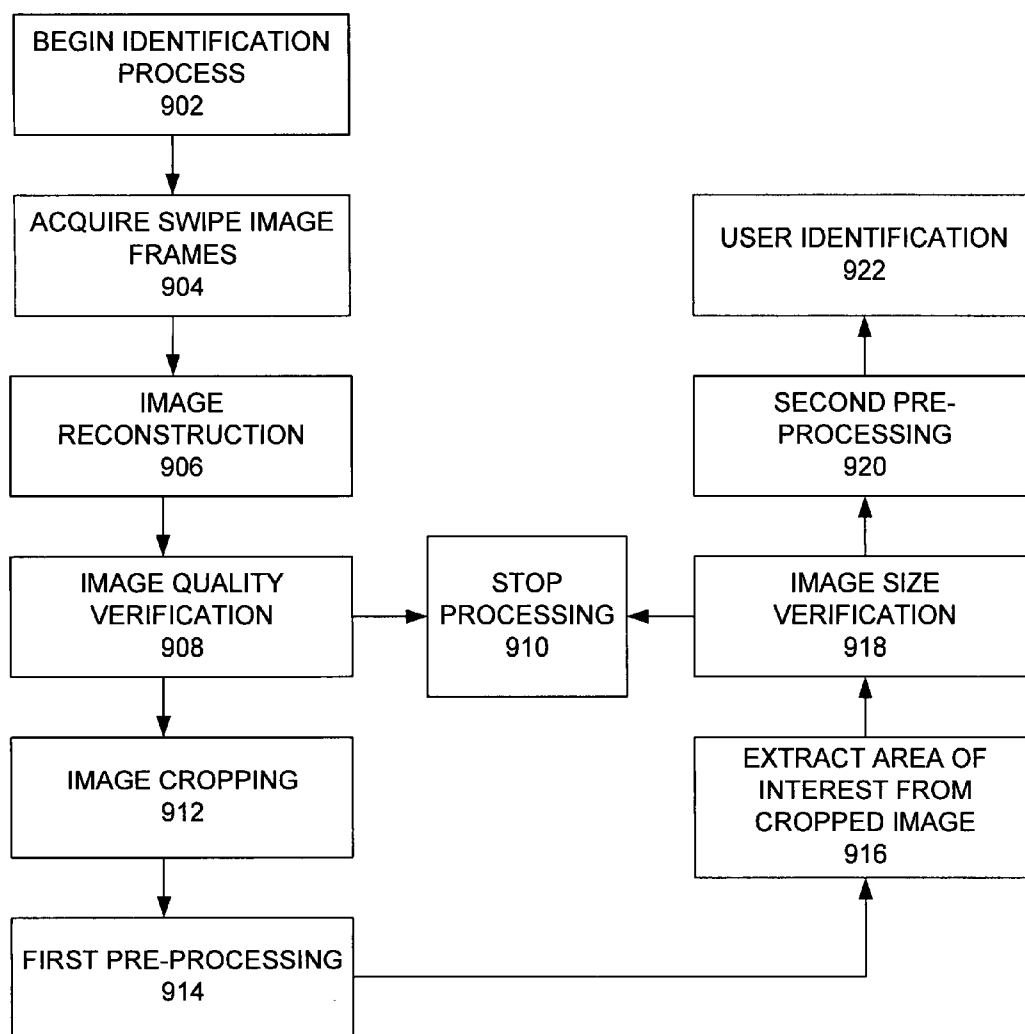 BEGIN IDENTIFICATION
PROCESS
902
ACQUIRE SWIPE IMAGE
FRAMES
904
IMAGE
RECONSTRUCTION
906
IMAGE QUALITY
VERIFICATION
908
STOP
PROCESSING
910
IMAGE CROPPING
912
FIRST PRE-PROCESSING
914
EXTRACT AREA OF
INTEREST FROM
CROPPED IMAGE
916
IMAGE SIZE
VERIFICATION
918
SECOND PRE-
PROCESSING
920
USER IDENTIFICATION
922